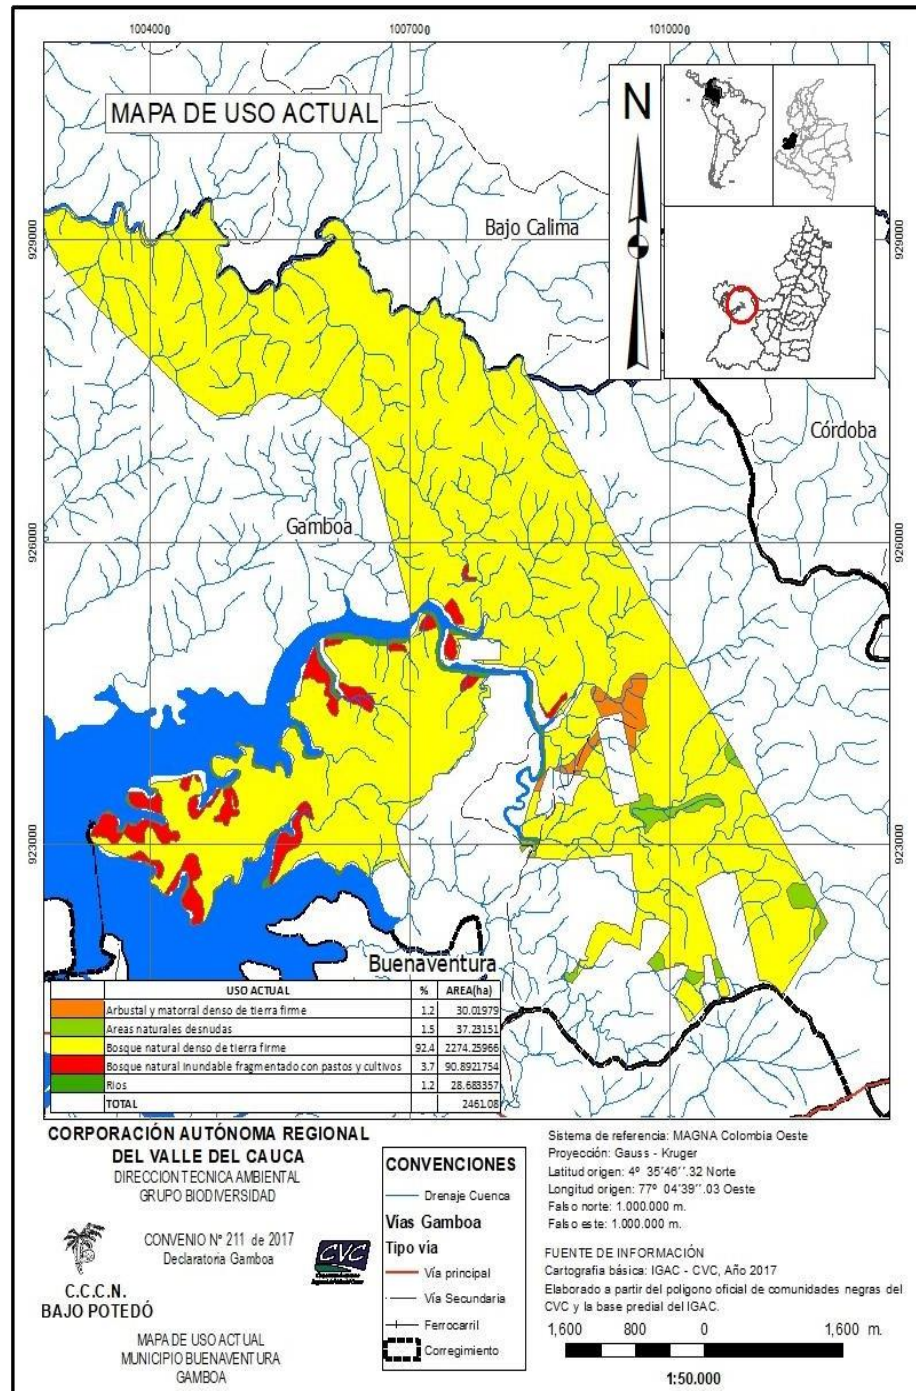 1004000 1007000 1010000
MAPA DE USO ACTUAL
N
Bajo Calima
929000 929000
Córdoba
Gamboa
926000 926000
923000 923000
Buenaventura
USO ACTUAL % AREA(ha)
Arbustal y matorral denso de tierra firme 1.2 30.01979
Areas naturales desnudas 1.5 37.23151
Bosque natural denso de tierra firme 92.4 2274.25966
Bosque natural inundable fragmentado con pastos y cultivos 3.7 90.8921754
Rios 1.2 28.683357
TOTAL 2461.08
CORPORACIÓN AUTÓNOMA REGIONAL
DEL VALLE DEL CAUCA
DIRECCION TECNICA AMBIENTAL
GRUPO BIODIVERSIDAD
CONVENIO N° 211 de 2017
Declaratoria Gamboa
CVC
C.C.C.N.
BAJO POTEDÓ
MAPA DE USO ACTUAL
MUNICIPIO BUENAVENTURA
GAMBOA
CONVENCIONES
Drenaje Cuenca
Vías Gamboa
Tipo vía
Vía principal
Vía Secundaria
Ferrocarril
Corregimiento
Sistema de referencia: MAGNA Colombia Oeste
Proyección: Gauss - Kruger
Latitud origen: 4º 35'46''.32 Norte
Longitud origen: 77º 04'39''.03 Oeste
Falso norte: 1.000.000 m.
Falso este: 1.000.000 m.
FUENTE DE INFORMACIÓN
Cartografia básica: IGAC - CVC, Año 2017
Elaborado a partir del poligono oficial de comunidades negras del
CVC y la base predial del IGAC.
1,600 800 0 1,600 m.
1:50.000